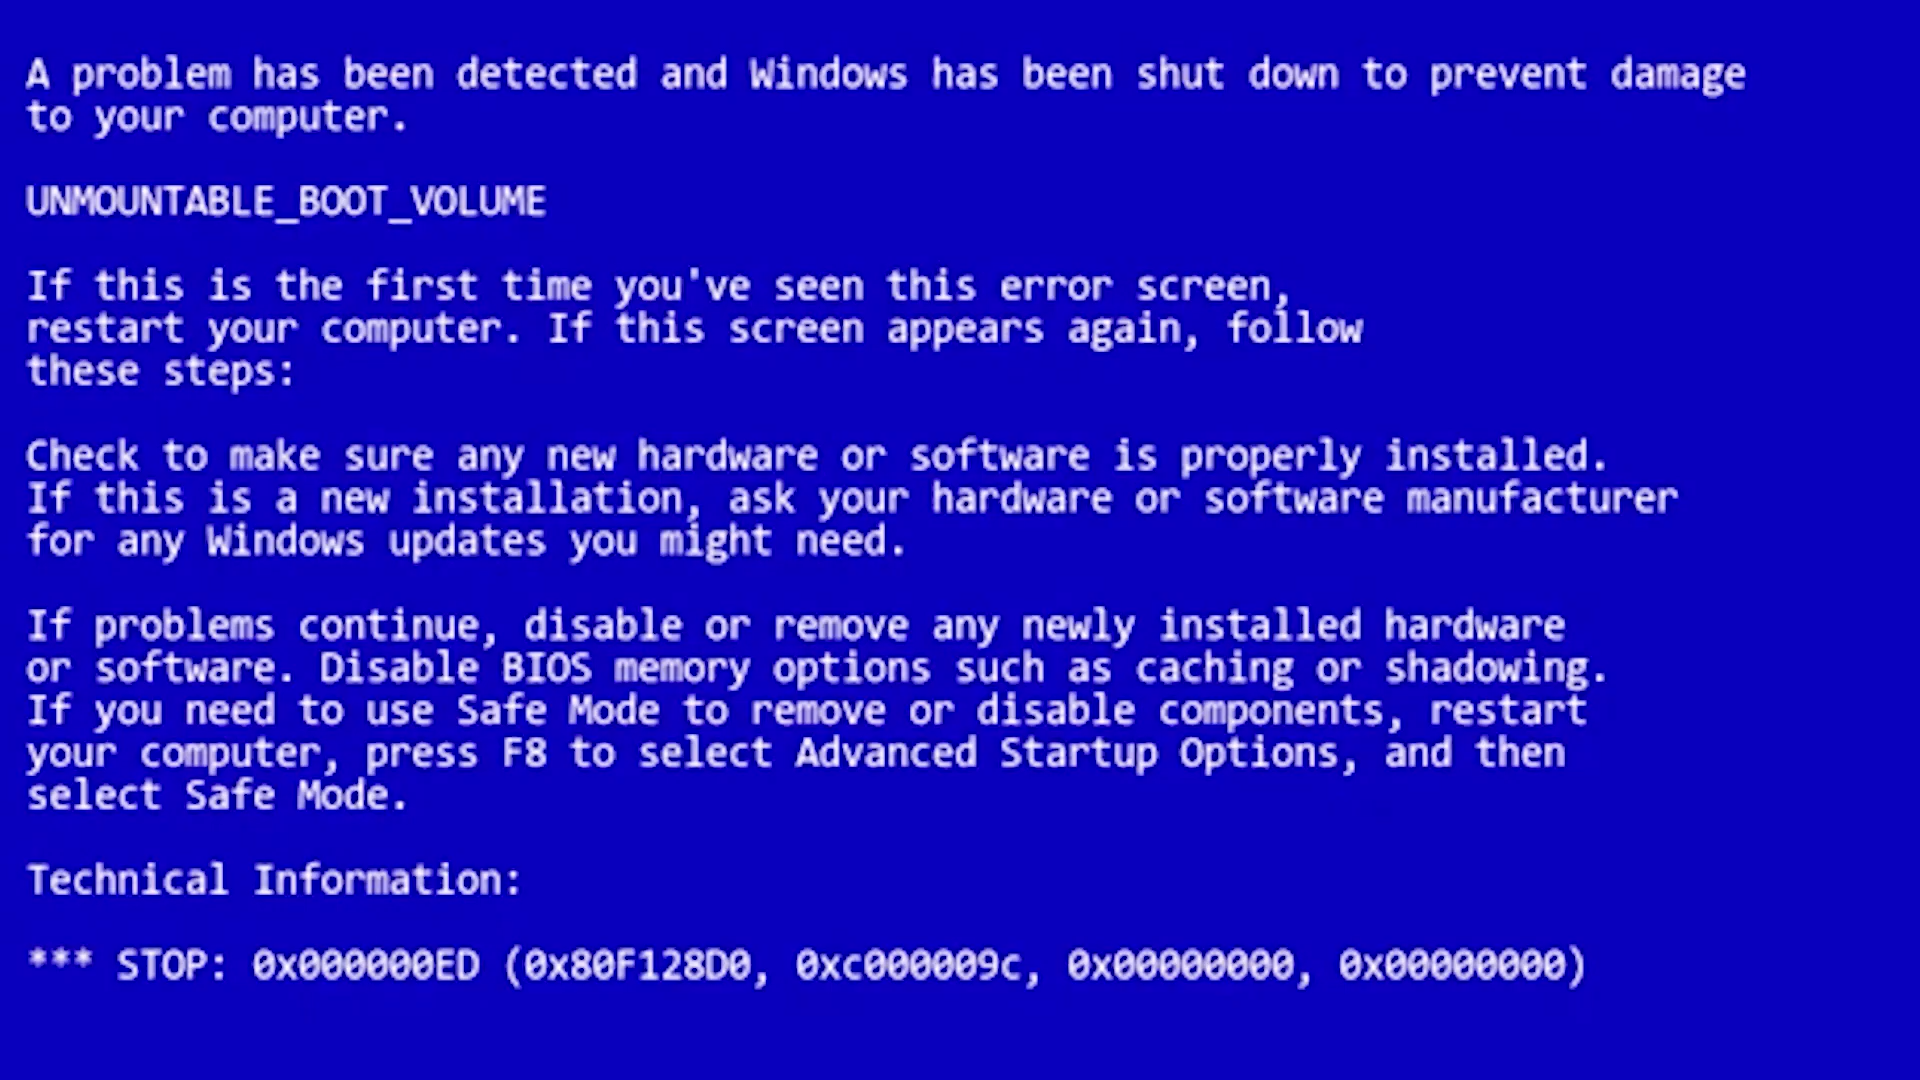 A problem has been detected and Windows has been shut down to prevent damage
to your computer.
UNMOUNTABLE_BOOT_VOLUME
If this is the first time you've seen this error screen,
restart your computer. If this screen appears again, follow
these steps:
Check to make sure any new hardware or software is properly installed.
If this is a new installation, ask your hardware or software manufacturer
for any Windows updates you might need.
If problems continue, disable or remove any newly installed hardware
or software. Disable BIOS memory options such as caching or shadowing.
If you need to use Safe Mode to remove or disable components, restart
your computer, press F8 to select Advanced Startup Options, and then
select Safe Mode.
Technical Information:
*** STOP: 0x000000ED (0x80F128D0, 0xc000009c, 0x00000000, 0x00000000)